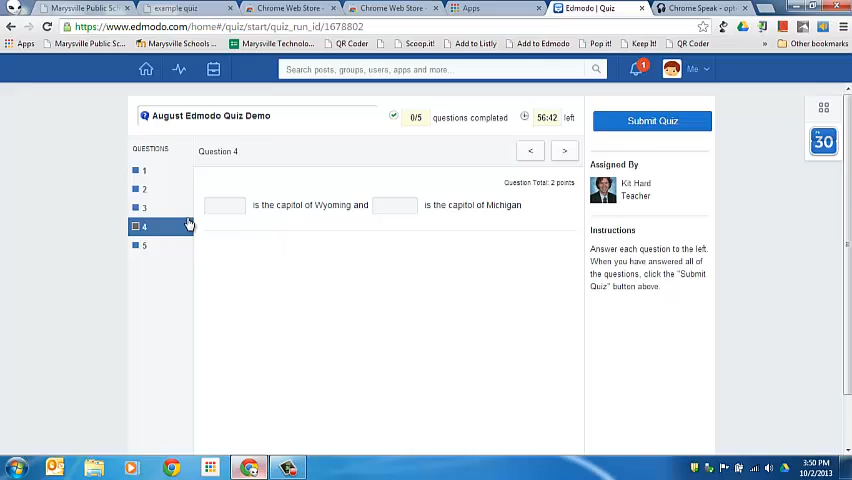 Marysville Public Sch
example quiz
Chrome Web Store -
Chrome Web Store -
Apps
Edmodo | Quiz
Chrome Speak - opt
https://www.edmodo.com/home#/quiz/start/quiz_run_id/1678802
Apps
Marysville Public Sc...
Marysville Schools ...
Marysville Technolo...
QR Coder
Scoop.it!
Add to Listly
Add to Edmodo
Pop it!
Keep It!
QR Coder
»
Other bookmarks
Search posts, groups, users, apps and more...
1
Me
August Edmodo Quiz Demo
0/5 questions completed
56:42 left
Submit Quiz
30
QUESTIONS
Question 4
<
>
1
2
3
4
5
Question Total: 2 points
is the capitol of Wyoming and
is the capitol of Michigan
Assigned By
Kit Hard
Teacher
Instructions
Answer each question to the left.
When you have answered all of
the questions, click the "Submit
Quiz" button above.
3:50 PM
10/2/2013